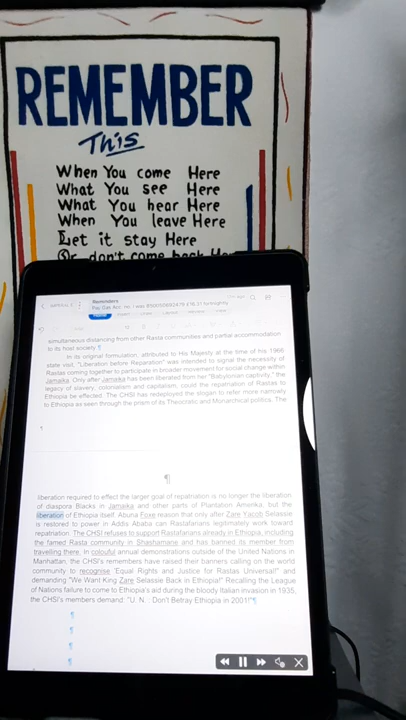 REMEMBER
This
When You come Here
What You see Here
What You hear Here
When You leave Here
Let it stay Here
Or don't come back Here
Reminders
simultaneous distancing from other Rasta communities and partial accommodation
to its host society.¶
In its original formulation, attributed to His Majesty at the time of his 1966
state visit, "Liberation before Repatriation" was intended to signal the necessity of
Rastas coming together to participate in broader movement for social change within
Jamaica. Only after Jamaica has been liberated from her "Babylonian captivity," the
legacy of slavery, colonialism and capitalism, could the repatriation of Rastas to
Ethiopia be effected. The CHSI has redeployed the slogan to refer more narrowly
to Ethiopia as seen through the prism of its Theocratic and Monarchical politics. The
¶
¶
liberation required to effect the larger goal of repatriation is no longer the liberation
of diaspora Blacks in Jamaica and other parts of Plantation Amerika, but the
liberation of Ethiopia itself. Abuna Foxe reason that only after Zare Yacob Selassie
is restored to power in Addis Ababa can Rastafarians legitimately work toward
repatriation. The CHSI refuses to support Rastafarians already in Ethiopia, including
the famed Rasta community in Shashamane and has banned its member from
travelling there. In colouful annual demonstrations outside of the United Nations in
Manhattan, the CHSI's remembers have raised their banners calling on the world
community to recognise 'Equal Rights and Justice for Rastas Universal!" and
demanding "We Want King Zare Selassie Back in Ethiopia!" Recalling the League
of Nations failure to come to Ethiopia's aid during the bloody Italian invasion in 1935,
the CHSI's members demand: "U. N. : Don't Betray Ethiopia in 2001!"¶
¶
¶
¶
¶